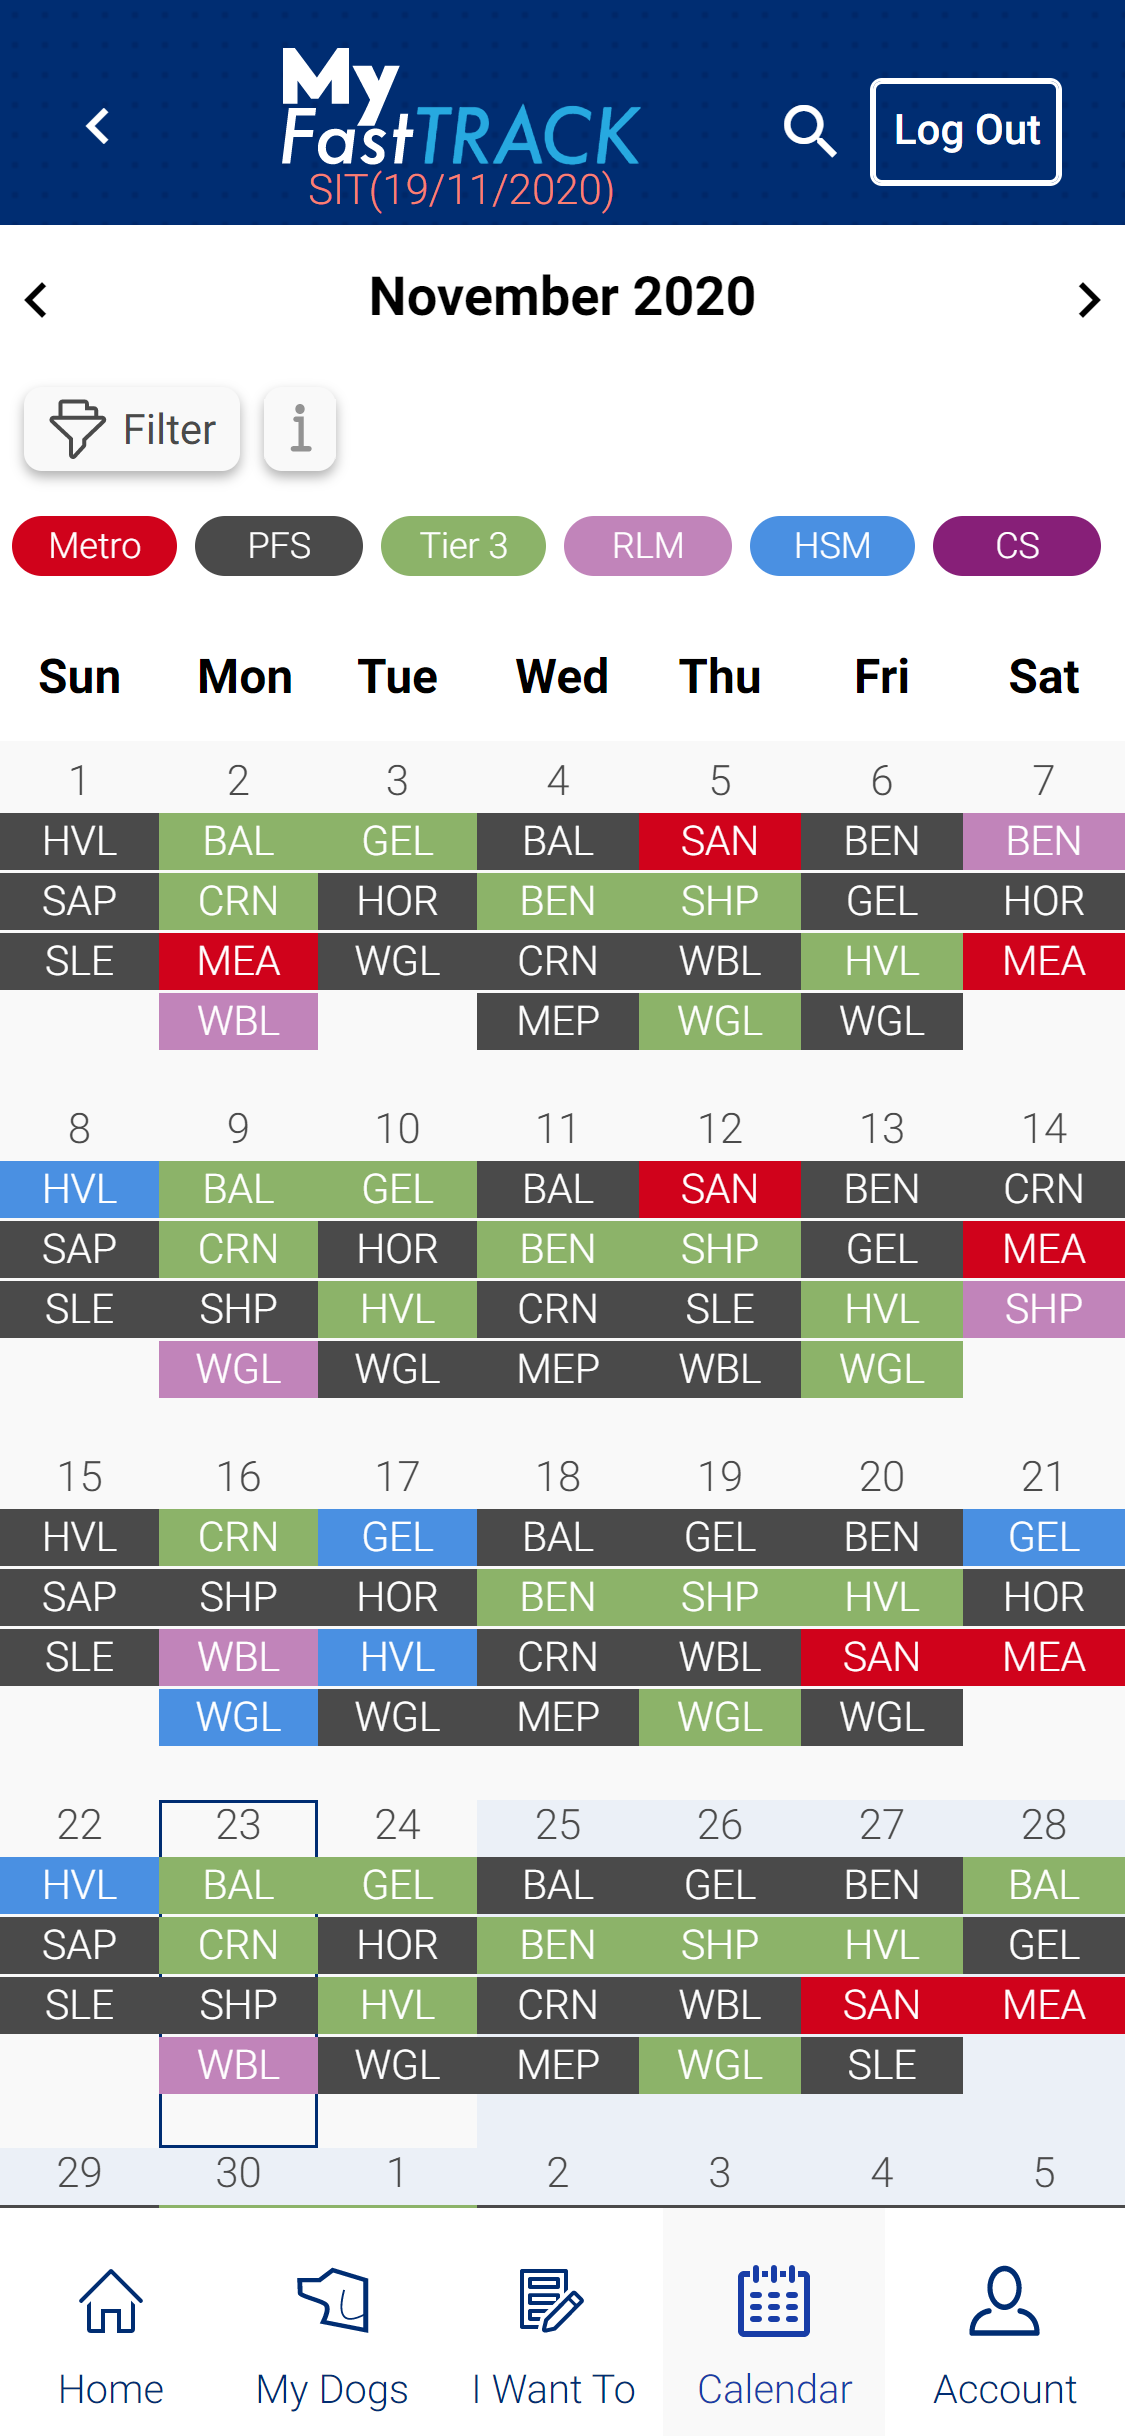 My
FastTRACK
SIT(19/11/2020)
Log Out
November 2020
Filter
i
Metro PFS Tier 3 RLM HSM CS
Sun Mon Tue Wed Thu Fri Sat
1 2 3 4 5 6 7
HVL BAL GEL BAL SAN BEN BEN
SAP CRN HOR BEN SHP GEL HOR
SLE MEA WGL CRN WBL HVL MEA
WBL MEP WGL WGL
8 9 10 11 12 13 14
HVL BAL GEL BAL SAN BEN CRN
SAP CRN HOR BEN SHP GEL MEA
SLE SHP HVL CRN SLE HVL SHP
WGL WGL MEP WBL WGL
15 16 17 18 19 20 21
HVL CRN GEL BAL GEL BEN GEL
SAP SHP HOR BEN SHP HVL HOR
SLE WBL HVL CRN WBL SAN MEA
WGL WGL MEP WGL WGL
22 23 24 25 26 27 28
HVL BAL GEL BAL GEL BEN BAL
SAP CRN HOR BEN SHP HVL GEL
SLE SHP HVL CRN WBL SAN MEA
WBL WGL MEP WGL SLE
29 30 1 2 3 4 5
Home My Dogs I Want To Calendar Account